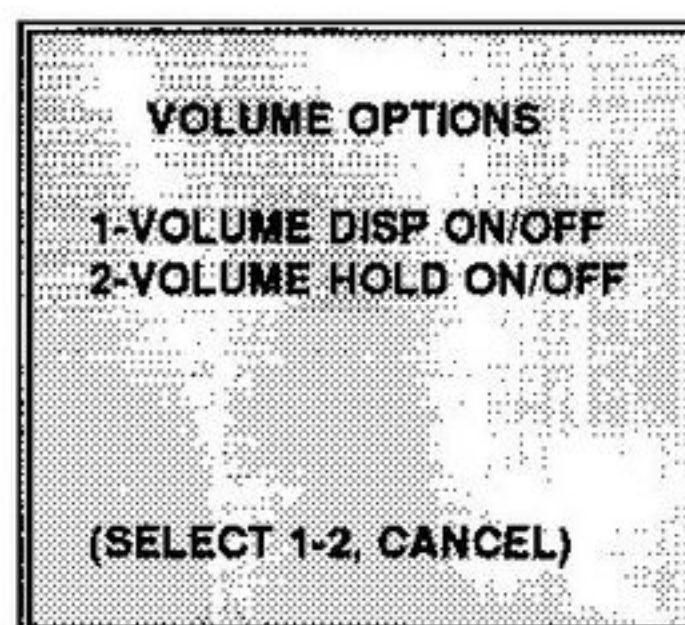 VOLUME OPTIONS
1-VOLUME DISP ON/OFF
2-VOLUME HOLD ON/OFF
(SELECT 1-2, CANCEL)